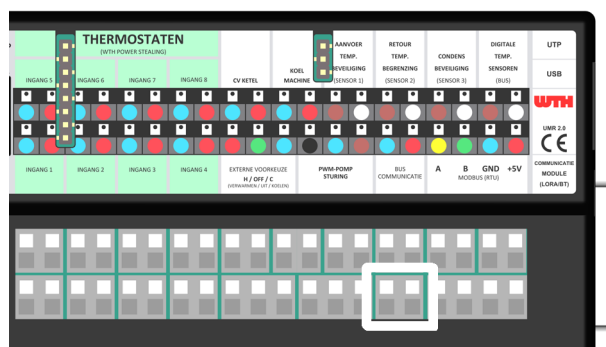 THERMOSTATEN
(WTH POWER STEALING)
INGANG 5
INGANG 6
INGANG 7
INGANG 8
CV KETEL
KOEL
MACHINE
AANVOER
TEMP.
BEVEILIGING
(SENSOR 1)
RETOUR
TEMP.
BEGRENZING
(SENSOR 2)
CONDENS
BEVEILIGING
(SENSOR 3)
DIGITALE
TEMP.
SENSOREN
(BUS)
UTP
USB
WTH
UMR 2.0
CE
COMMUNICATIE
MODULE
(LORA/BT)
INGANG 1
INGANG 2
INGANG 3
INGANG 4
EXTERNE VOORKEUZE
H / OFF / C
(VERWARMEN / UIT / KOELEN)
PWM-POMP
STURING
BUS
COMMUNICATIE
A B GND +5V
MODBUS (RTU)